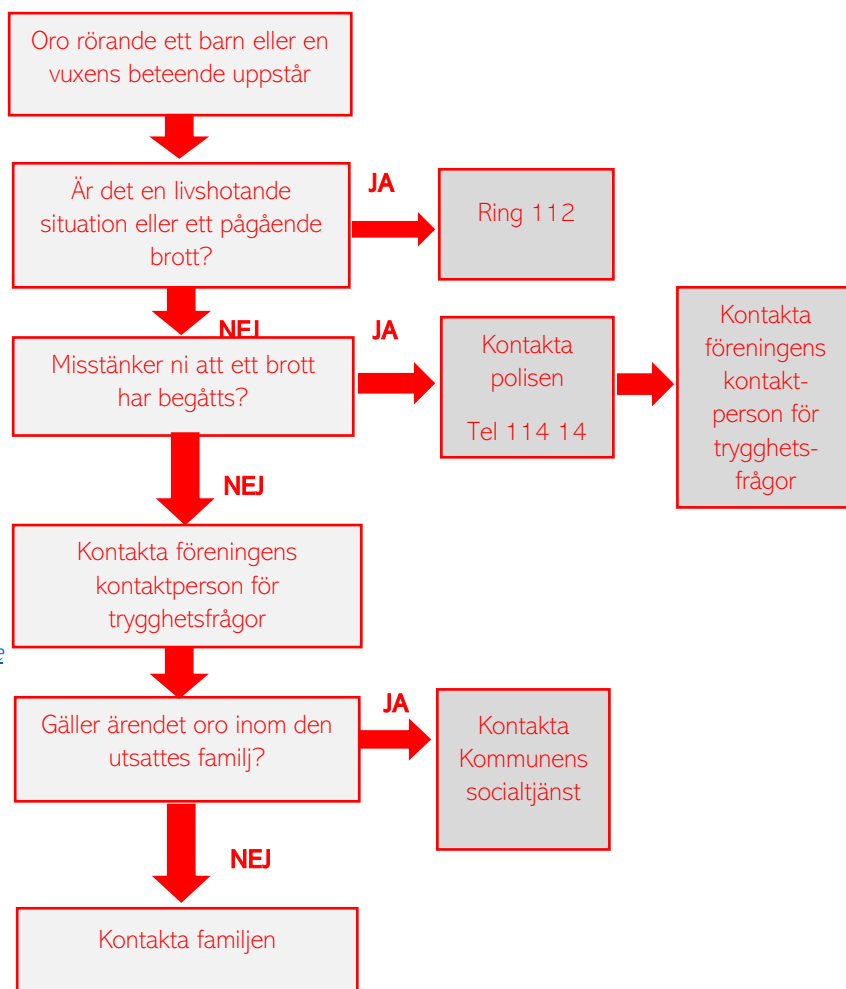 Oro rörande ett barn eller en
vuxens beteende uppstår
Är det en livshotande
situation eller ett pågående
brott?
JA
Ring 112
NEJ
Misstänker ni att ett brott
har begåtts?
JA
Kontakta
polisen
Tel 114 14
Kontakta
föreningens
kontakt-
person för
trygghets-
frågor
NEJ
Kontakta föreningens
kontaktperson för
trygghetsfrågor
Gäller ärendet oro inom den
utsattes familj?
JA
Kontakta
Kommunens
socialtjänst
NEJ
Kontakta familjen